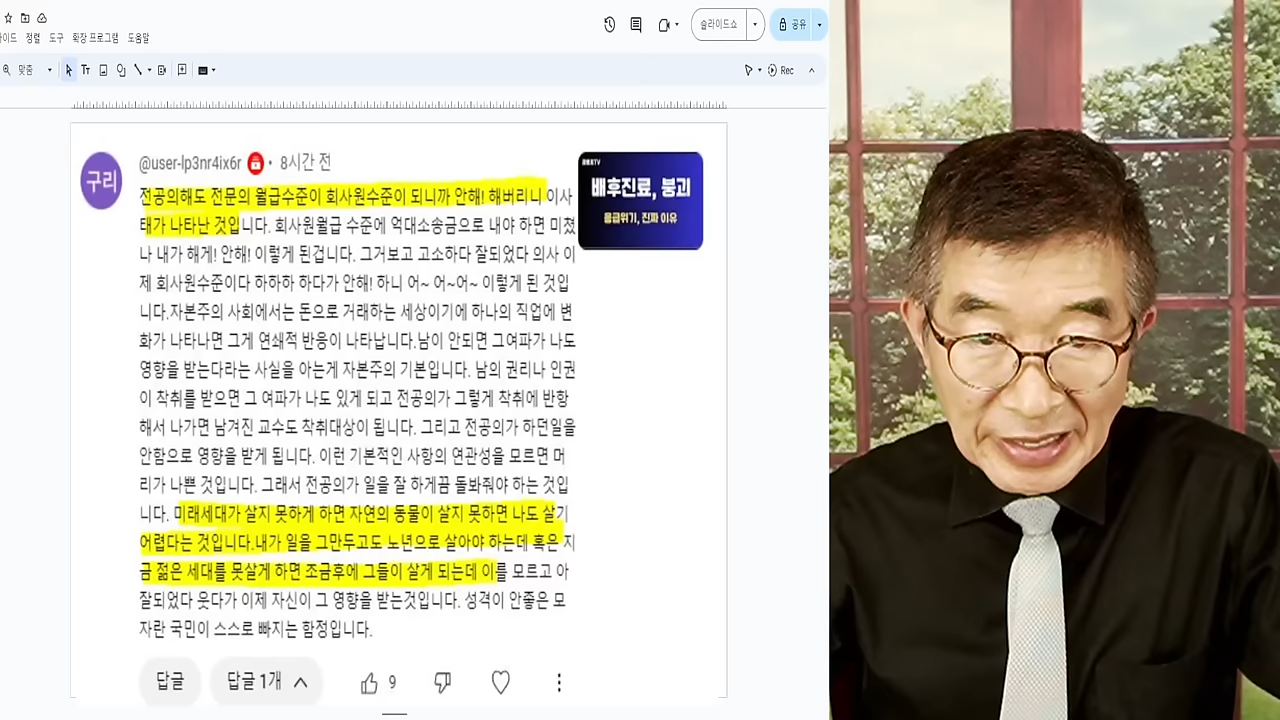 이드 정렬 도구 확장 프로그램 도움말
슬라이드쇼
공유
맞춤
Tт
Rec
구리
@user-lp3nr4ix6r · 8시간 전
배후진료, 붕괴
응급위기, 진짜 이유
전공의해도 전문의 월급수준이 회사원수준이 되니까 안해! 해버리니 이사
태가 나타난 것입니다. 회사원월급 수준에 억대소송금으로 내야 하면 미쳤
나 내가 해게! 안해! 이렇게 된겁니다. 그거보고 고소하다 잘되었다 의사 이
제 회사원수준이다 하하하 하다가 안해! 하니 어~ 어~어~ 이렇게 된 것입
니다.자본주의 사회에서는 돈으로 거래하는 세상이기에 하나의 직업에 변
화가 나타나면 그게 연쇄적 반응이 나타납니다.남이 안되면 그여파가 나도
영향을 받는다라는 사실을 아는게 자본주의 기본입니다. 남의 권리나 인권
이 착취를 받으면 그 여파가 나도 있게 되고 전공의가 그렇게 착취에 반항
해서 나가면 남겨진 교수도 착취대상이 됩니다. 그리고 전공의가 하던일을
안함으로 영향을 받게 됩니다. 이런 기본적인 사항의 연관성을 모르면 머
리가 나쁜 것입니다. 그래서 전공의가 일을 잘 하게끔 돌봐줘야 하는 것입
니다. 미래세대가 살지 못하게 하면 자연의 동물이 살지 못하면 나도 살기
어렵다는 것입니다.내가 일을 그만두고도 노년으로 살아야 하는데 혹은 지
금 젊은 세대를 못살게 하면 조금후에 그들이 살게 되는데 이를 모르고 아
잘되었다 웃다가 이제 자신이 그 영향을 받는것입니다. 성격이 안좋은 모
자란 국민이 스스로 빠지는 함정입니다.
답글
답글 1개
9